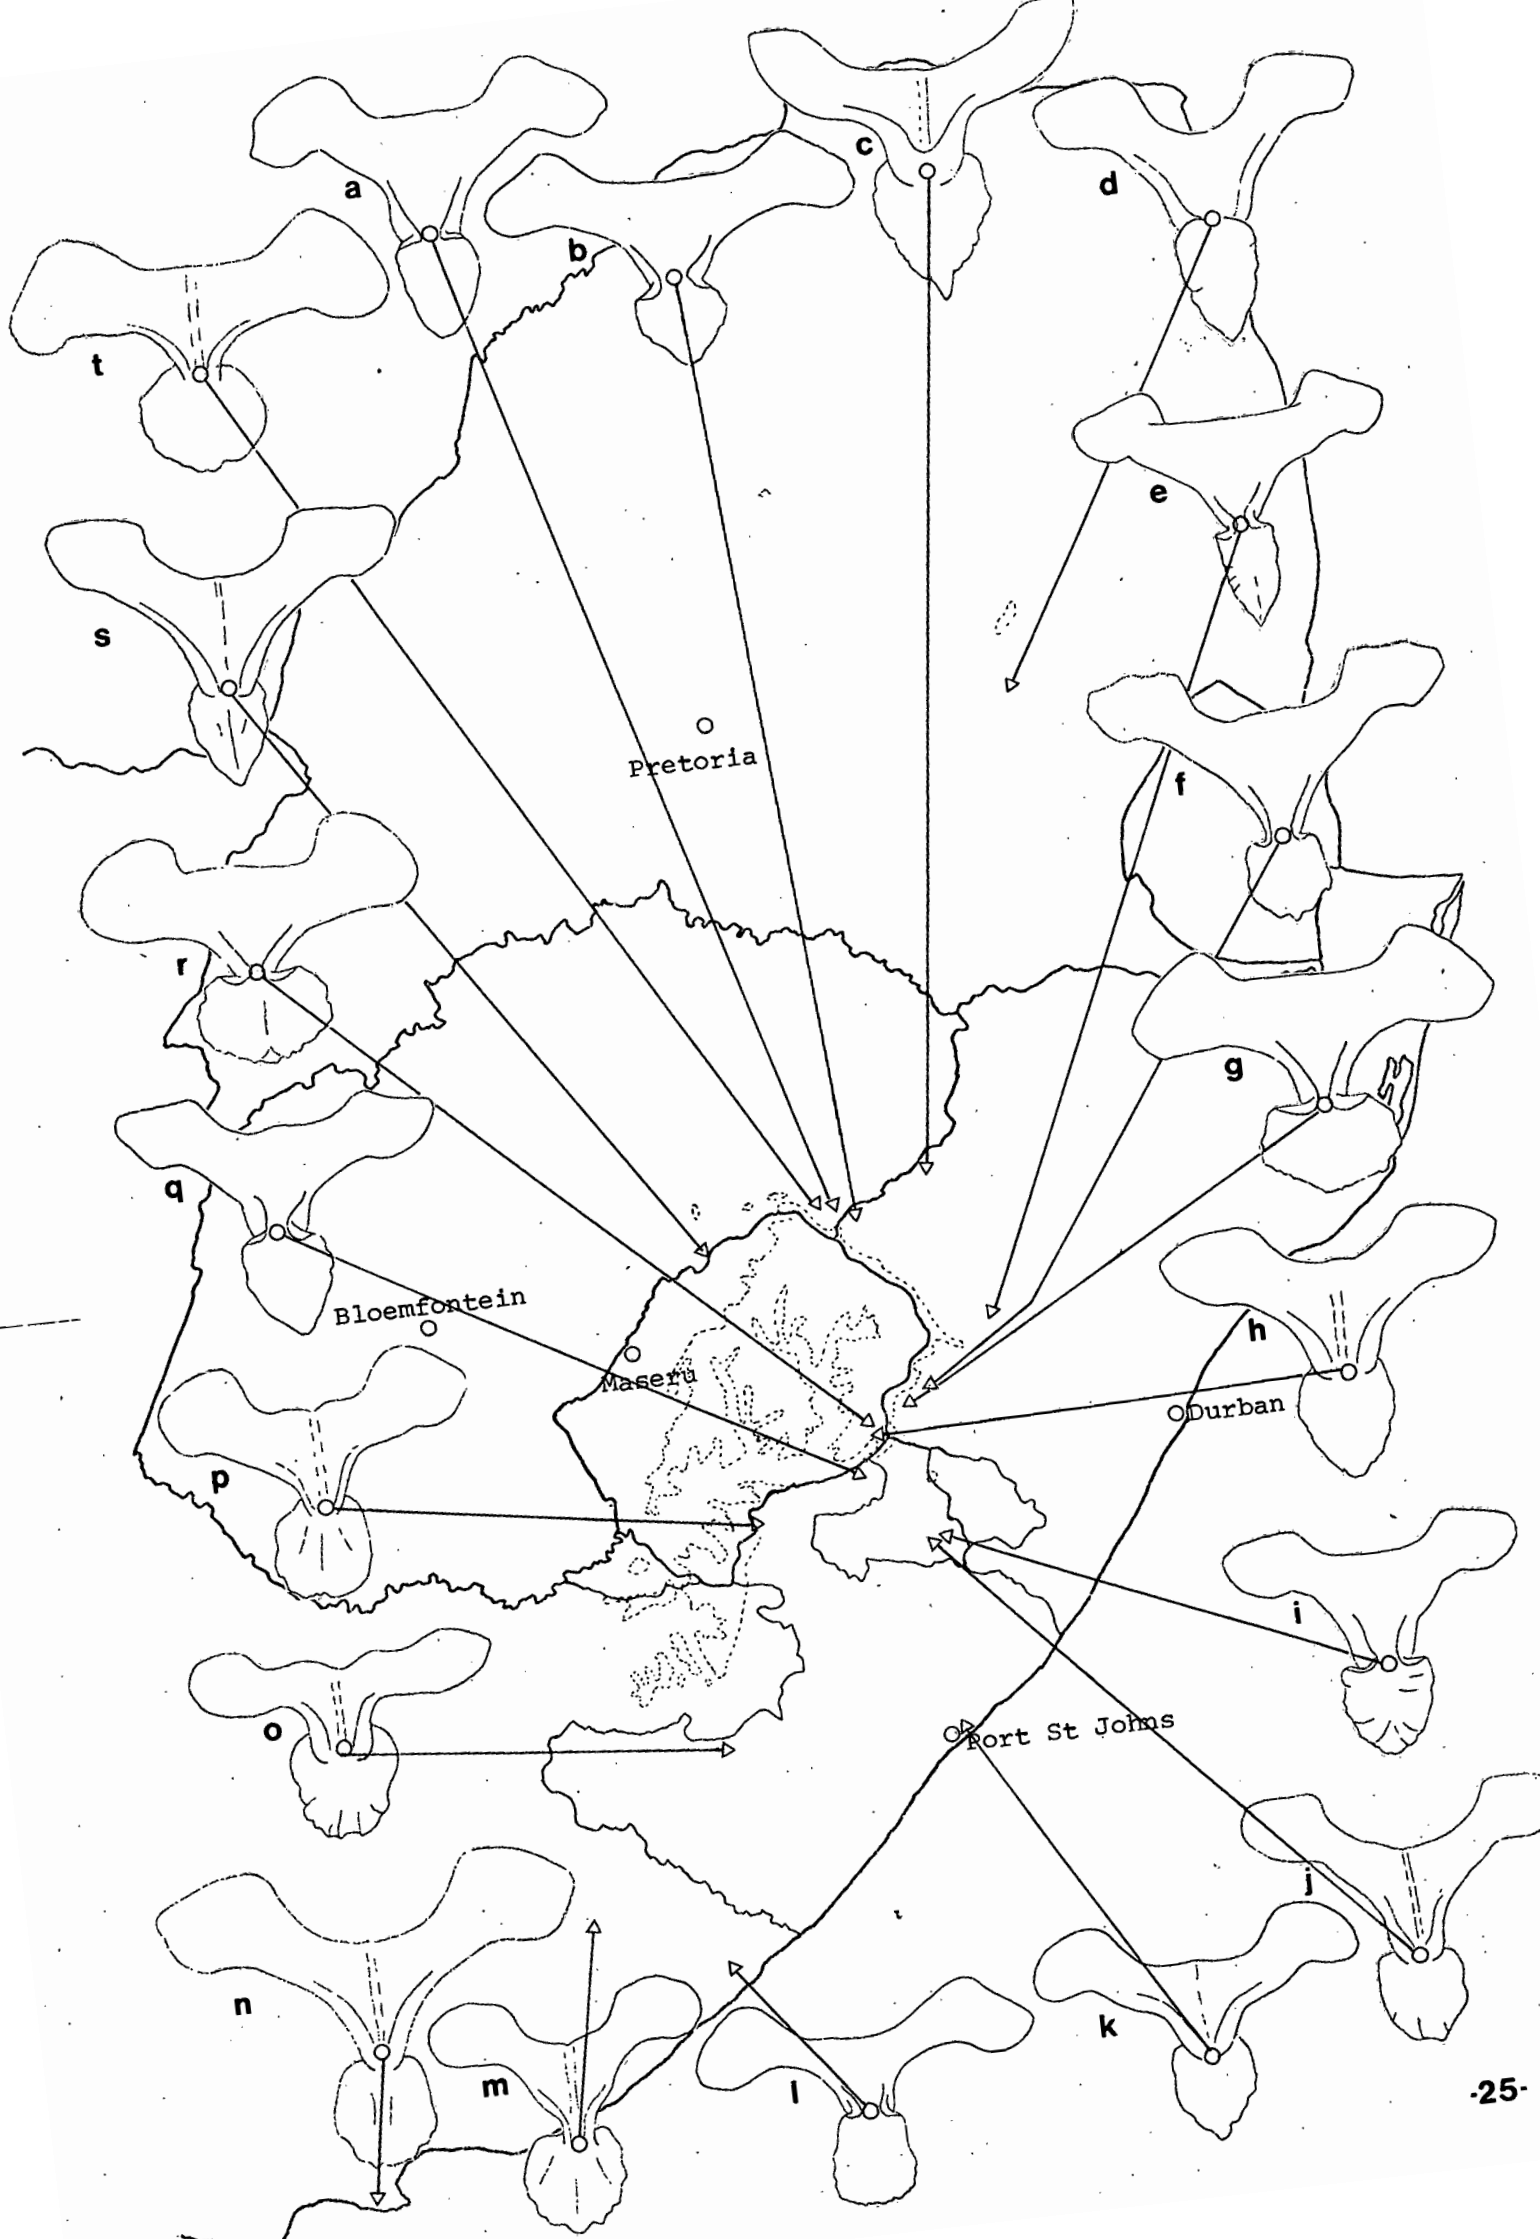 a
b
c
d
e
f
g
h
i
j
k
l
m
n
o
p
q
r
s
t
Pretoria
Bloemfontein
Maseru
Durban
Port St Johns
-25-